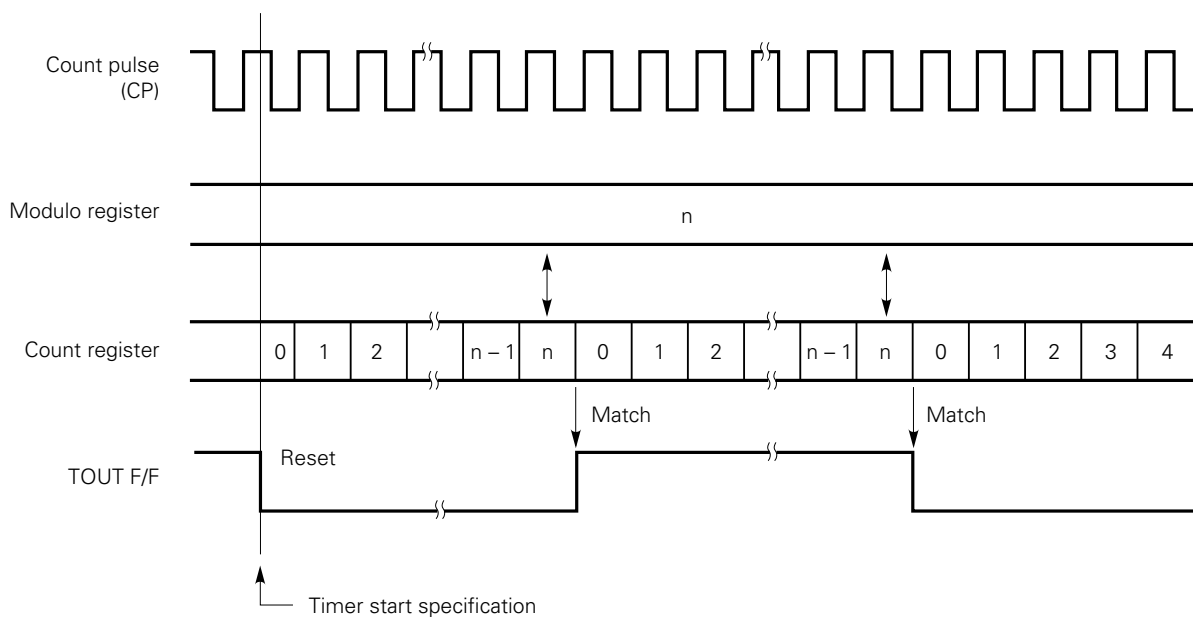 Count pulse
(CP)
Modulo register
n
Count register
0 1 2 n – 1 n 0 1 2 n – 1 n 0 1 2 3 4
Match Match
Reset
TOUT F/F
Timer start specification